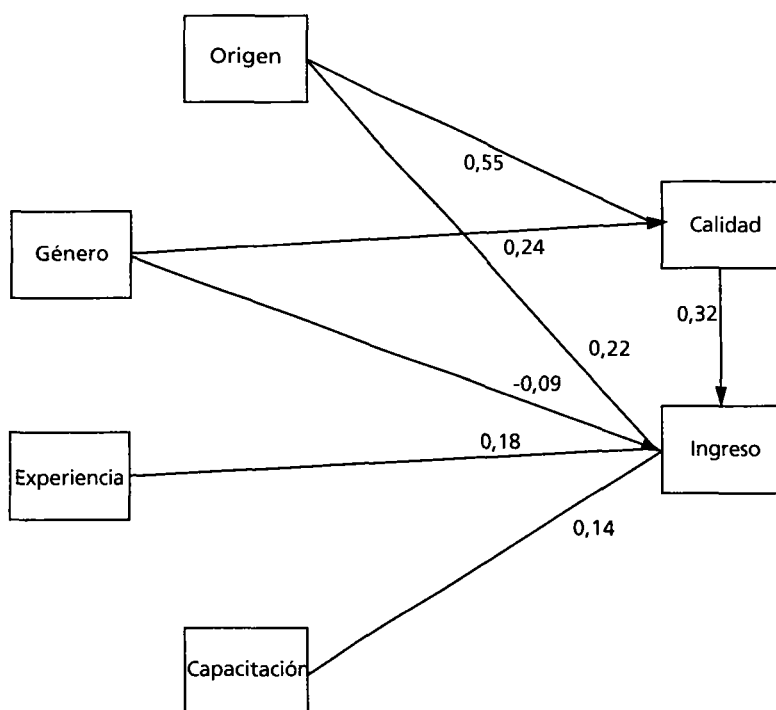 Origen
0,55
Calidad
Género
0,24
0,32
0,22
-0,09
Ingreso
0,18
Experiencia
0,14
Capacitación